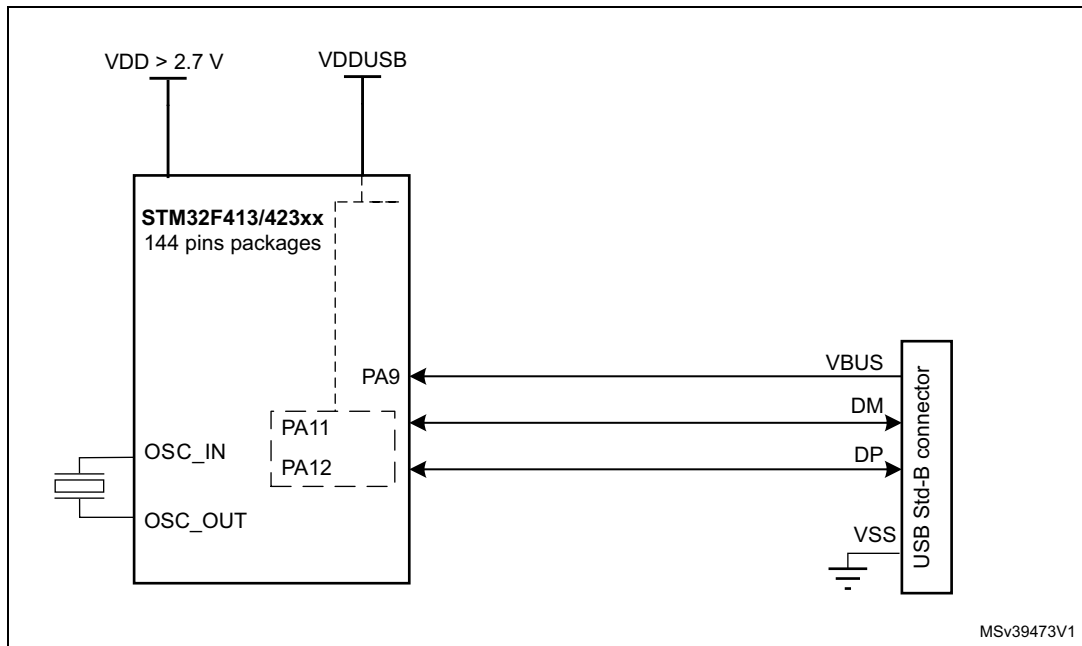 VDD > 2.7 V
VDDUSB
STM32F413/423xx
144 pins packages
PA9
VBUS
PA11
DM
PA12
DP
OSC_IN
OSC_OUT
VSS
USB Std-B connector
MSv39473V1